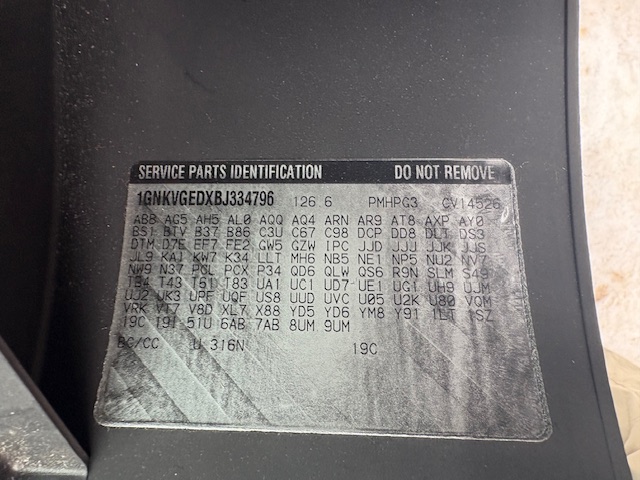 SERVICE PARTS IDENTIFICATION DO NOT REMOVE
1GNKVGEDXBJ334796 126 6 PMHPG3 CV14526
ABB AG5 AH5 AL0 AQQ AQ4 ARN AR9 AT8 AXP AY0
BS1 BTV B37 B86 C3U C67 C98 DCP DD8 DLT DS3
DTM D7E EF7 FE2 GW5 GZW IPC JJD JJU JJK JJS
JL9 KA1 KW7 K34 LLT MH6 NB5 NE1 NP5 NU2 NV7
NW9 N37 PCL PCX P34 QD6 QLW QS6 R9N SLM S49
T94 T43 T61 T83 UA1 UC1 UD7 UE1 UG1 UH9 UJM
UJ2 UK3 UPF UQF US8 UUD UVC U05 U2K U80 VQM
VRK VT7 V8D XL7 X88 YD5 YD6 YM8 Y91 1LT 1SZ
19C 19I 51U 6AB 7AB 8UM 9UM
BC/CC U 316N 19C